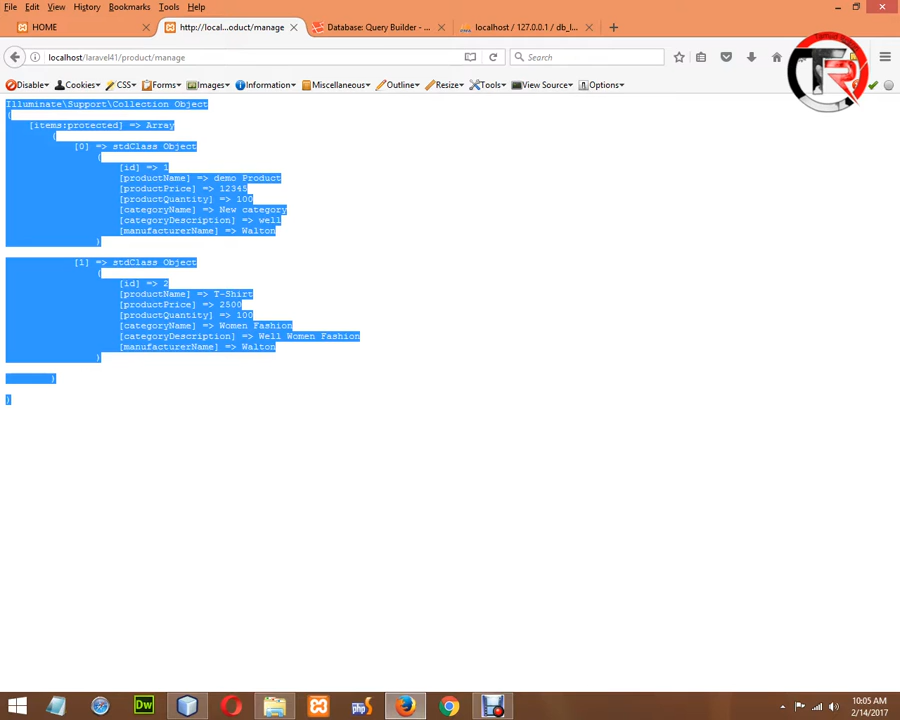 File Edit View History Bookmarks Tools Help
HOME
http://local...oduct/manage
Database: Query Builder - ...
localhost / 127.0.0.1 / db_l...
localhost/laravel41/product/manage
Search
Disable Cookies CSS Forms Images Information Miscellaneous Outline Resize Tools View Source Options
Illuminate\Support\Collection Object
(
[items:protected] => Array
(
[0] => stdClass Object
(
[id] => 1
[productName] => demo Product
[productPrice] => 12345
[productQuantity] => 100
[categoryName] => New category
[categoryDescription] => well
[manufacturerName] => Walton
)
[1] => stdClass Object
(
[id] => 2
[productName] => T-Shirt
[productPrice] => 2500
[productQuantity] => 100
[categoryName] => Women Fashion
[categoryDescription] => Well Women Fashion
[manufacturerName] => Walton
)
)
)
TR
Dw
10:05 AM
2/14/2017